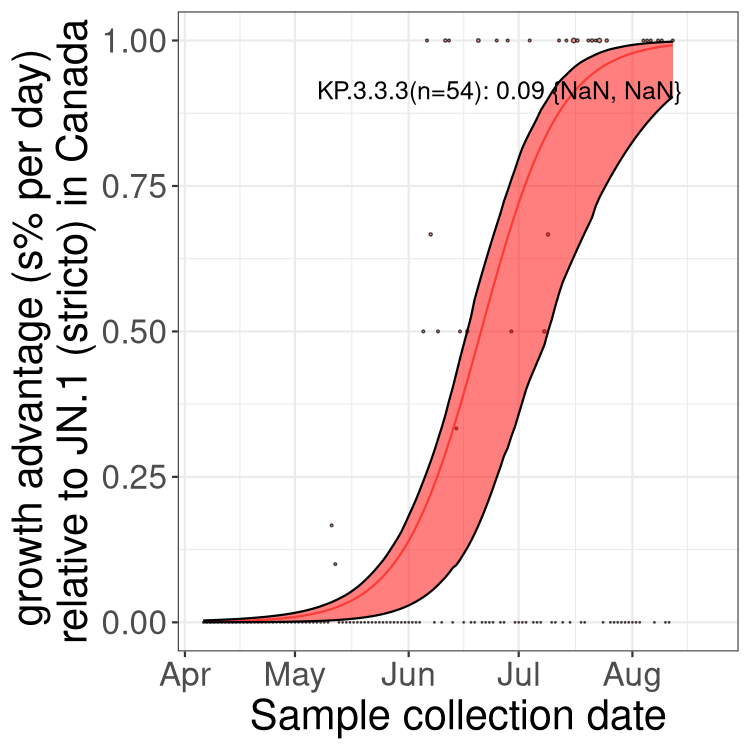 growth advantage (s% per day)
relative to JN.1 (stricto) in Canada
1.00
0.75
0.50
0.25
0.00
KP.3.3.3(n=54): 0.09 {NaN, NaN}
Apr May Jun Jul Aug
Sample collection date